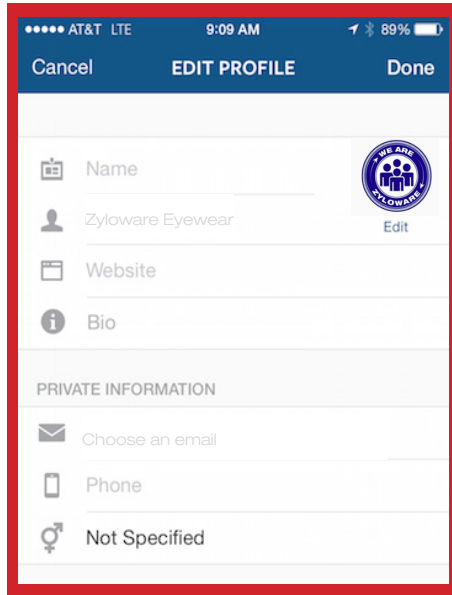 AT&T LTE 9:09 AM 89%
Cancel EDIT PROFILE Done
Name
WE ARE
ZYLOWARE
Zyloware Eyewear
Edit
Website
Bio
PRIVATE INFORMATION
Choose an email
Phone
Not Specified